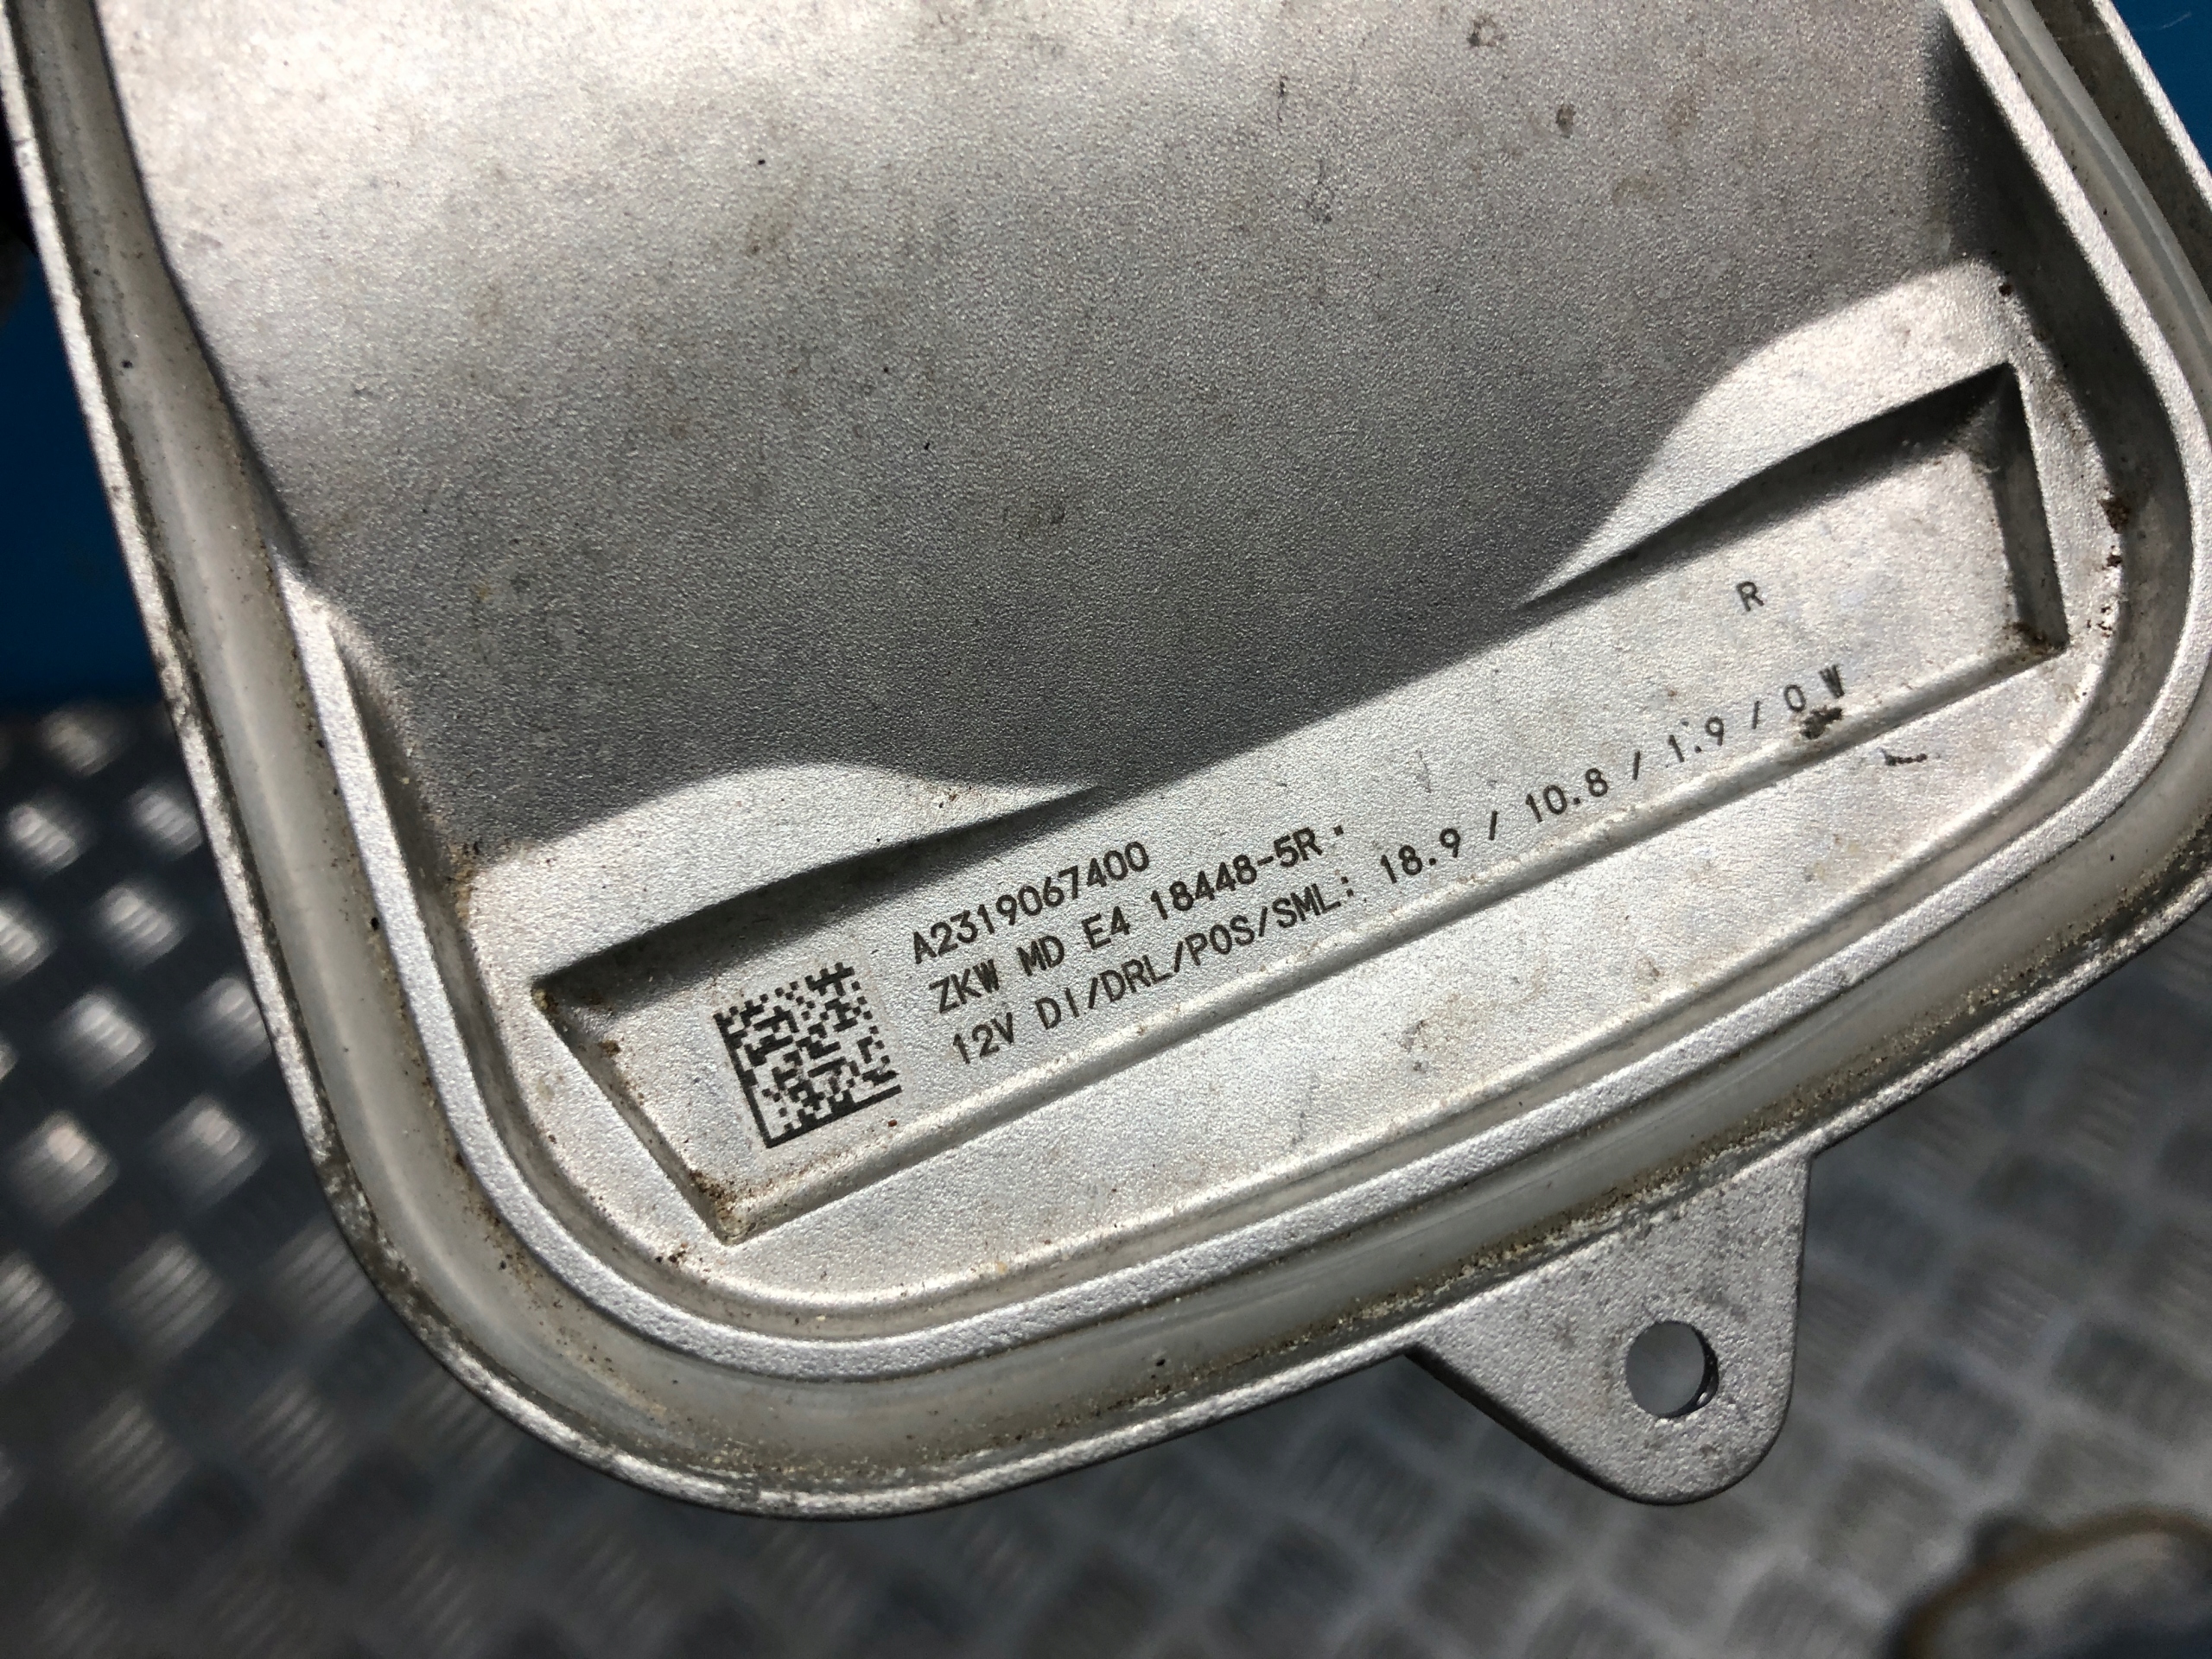 R
A2319067400
ZKW MD E4 18448-5R·
12V DI/DRL/POS/SML: 18.9 / 10.8 / 1.9 / 0 W